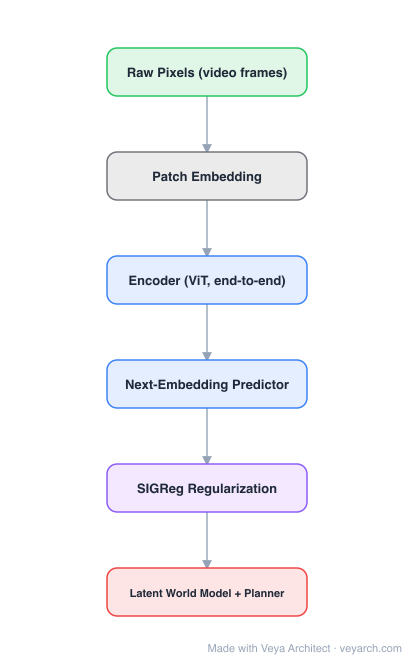 Raw Pixels (video frames)
Patch Embedding
Encoder (ViT, end-to-end)
Next-Embedding Predictor
SIGReg Regularization
Latent World Model + Planner
Made with Veya Architect · veyarch.com